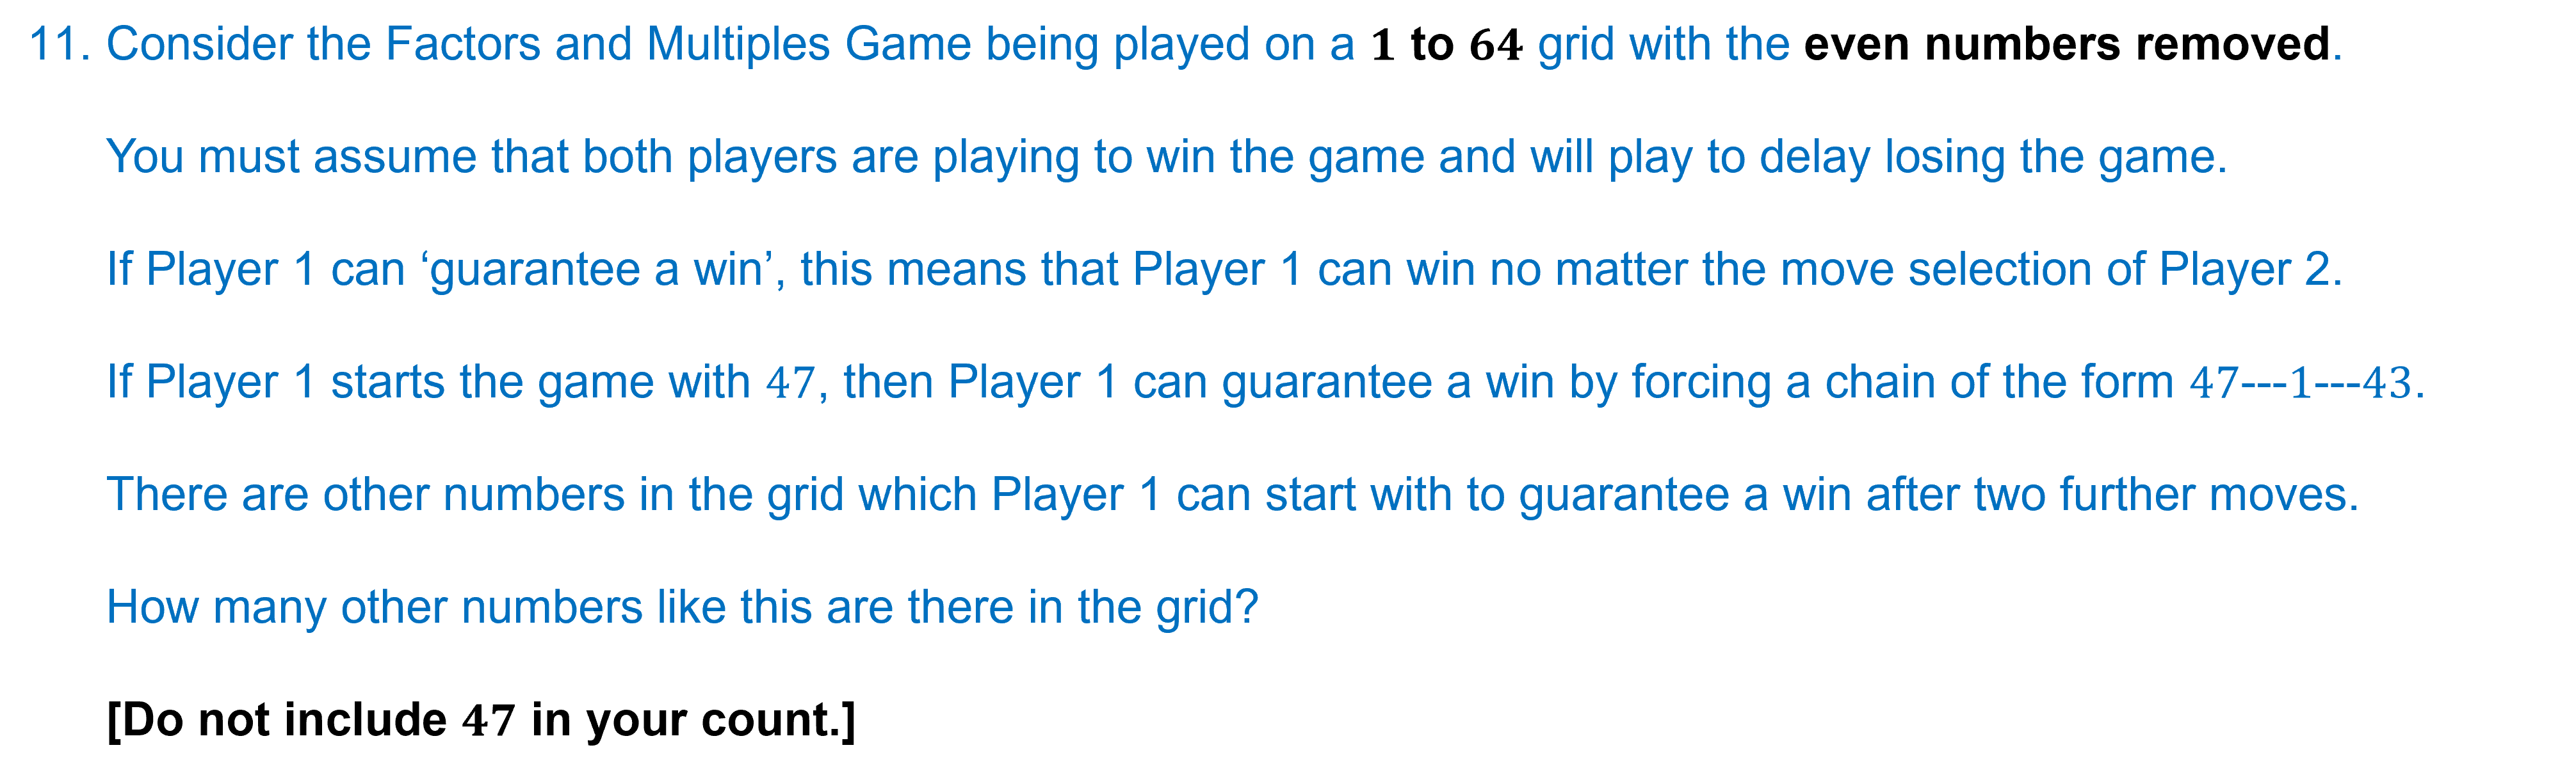 11. Consider the Factors and Multiples Game being played on a 1 to 64 grid with the even numbers removed.
You must assume that both players are playing to win the game and will play to delay losing the game.
If Player 1 can ‘guarantee a win’, this means that Player 1 can win no matter the move selection of Player 2.
If Player 1 starts the game with 47, then Player 1 can guarantee a win by forcing a chain of the form 47---1---43.
There are other numbers in the grid which Player 1 can start with to guarantee a win after two further moves.
How many other numbers like this are there in the grid?
[Do not include 47 in your count.]